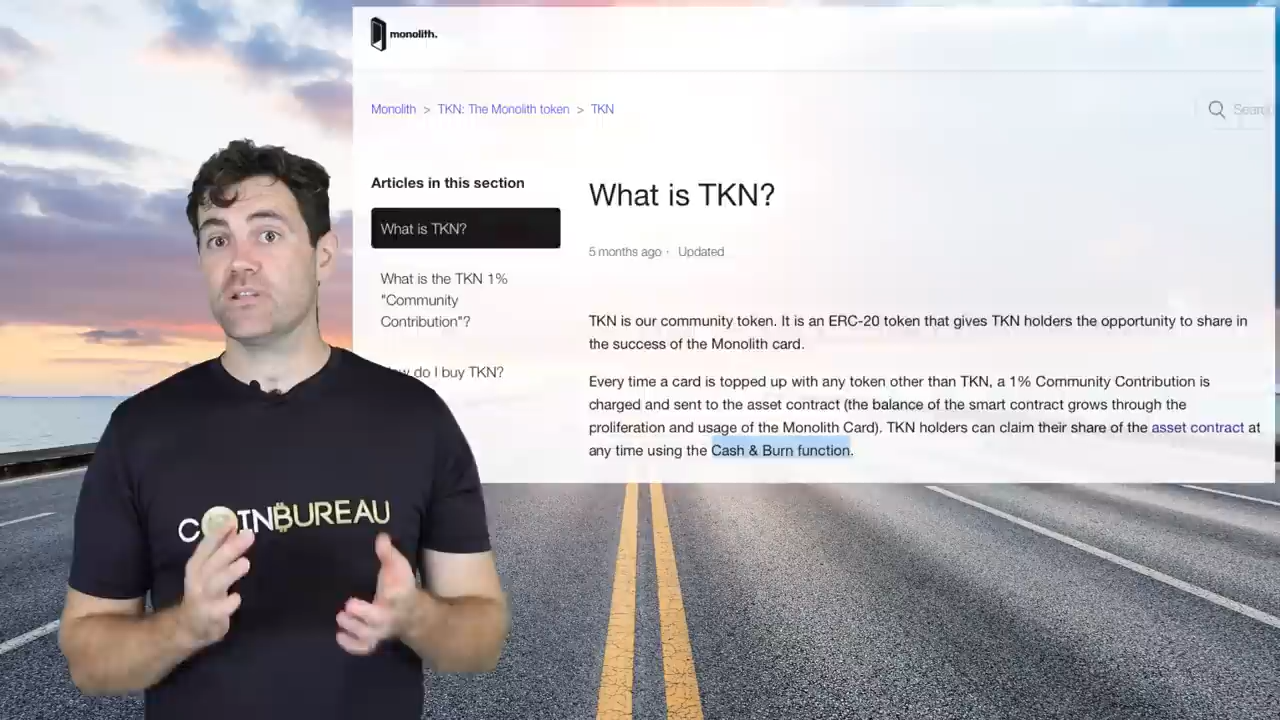 monolith.
Monolith > TKN: The Monolith token > TKN
Articles in this section
What is TKN?
What is the TKN 1%
"Community
Contribution"?
do I buy TKN?
What is TKN?
5 months ago · Updated
TKN is our community token. It is an ERC-20 token that gives TKN holders the opportunity to share in
the success of the Monolith card.
Every time a card is topped up with any token other than TKN, a 1% Community Contribution is
charged and sent to the asset contract (the balance of the smart contract grows through the
proliferation and usage of the Monolith Card). TKN holders can claim their share of the asset contract at
any time using the Cash & Burn function.
COINBUREAU